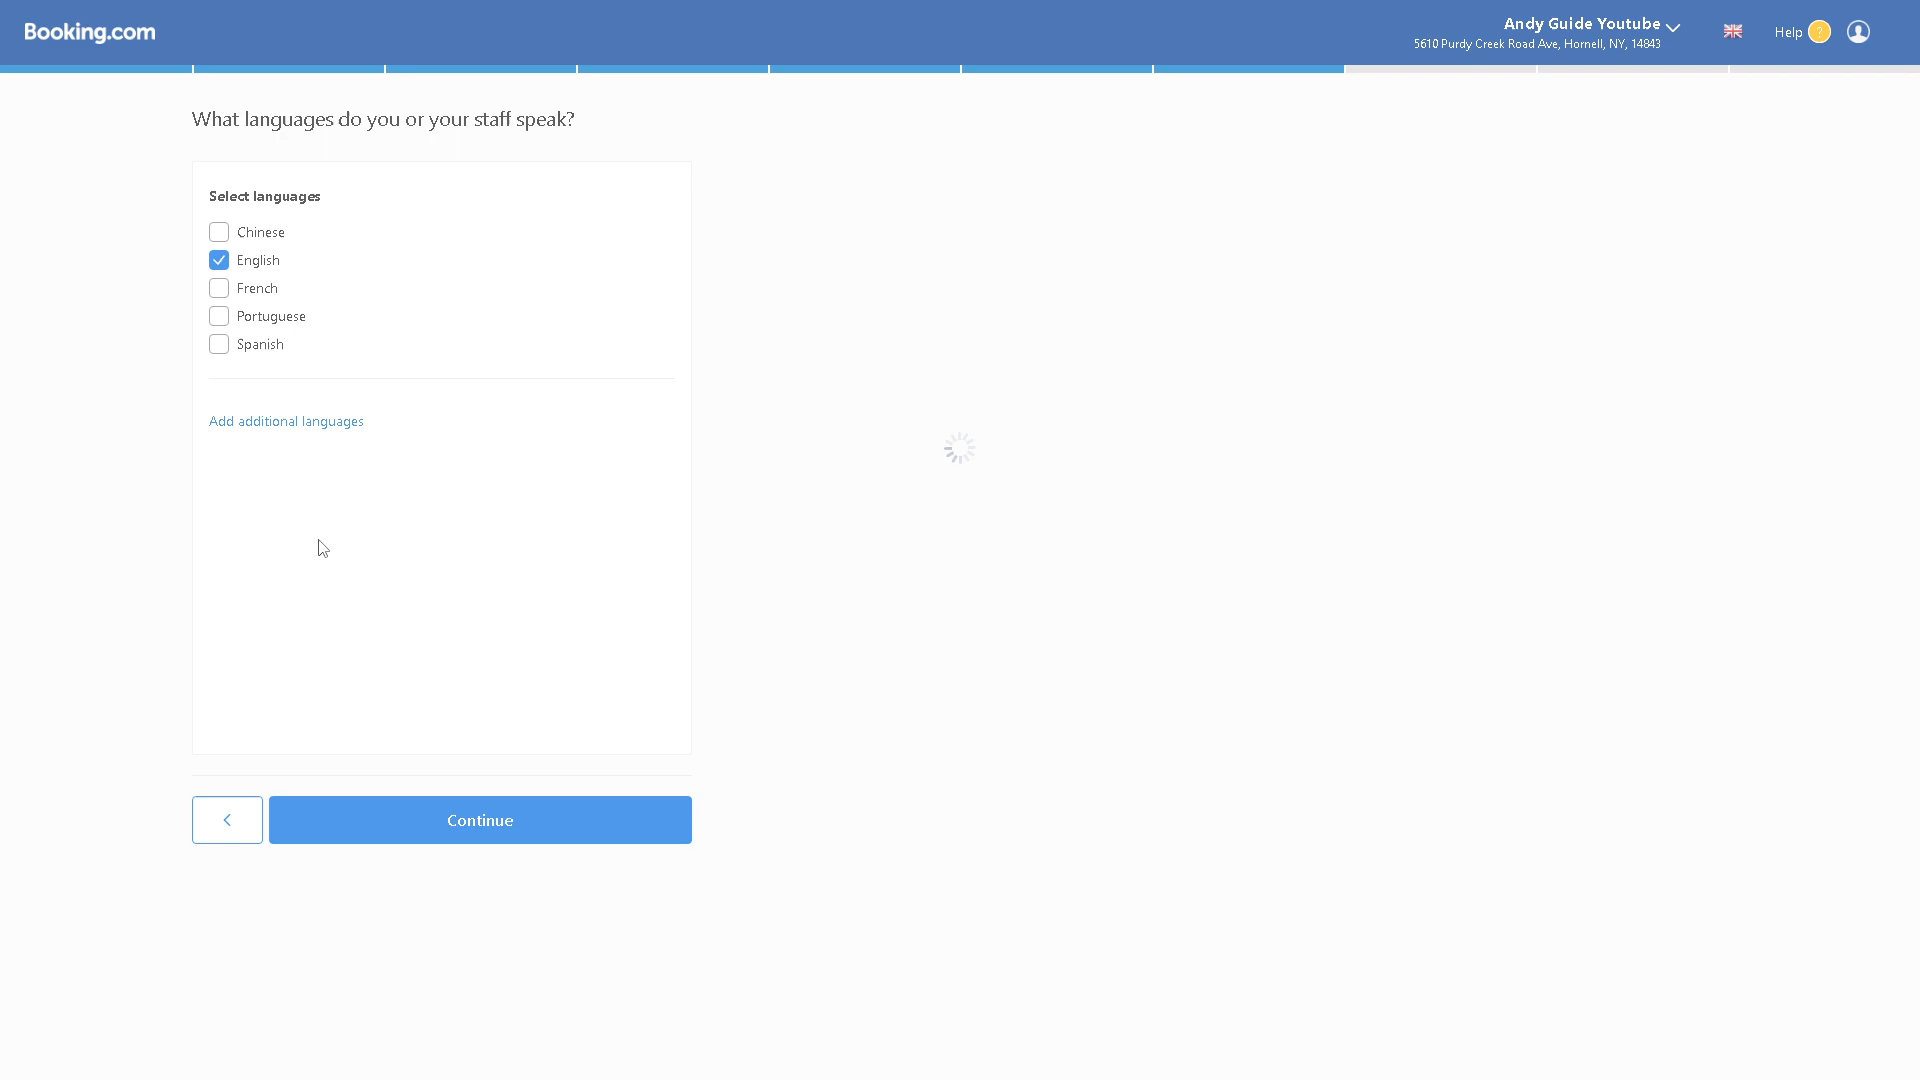 Booking.com
Andy Guide Youtube
5610 Purdy Creek Road Ave, Hornell, NY, 14843
Help ?
What languages do you or your staff speak?
Select languages
Chinese
English
French
Portuguese
Spanish
Add additional languages
Continue